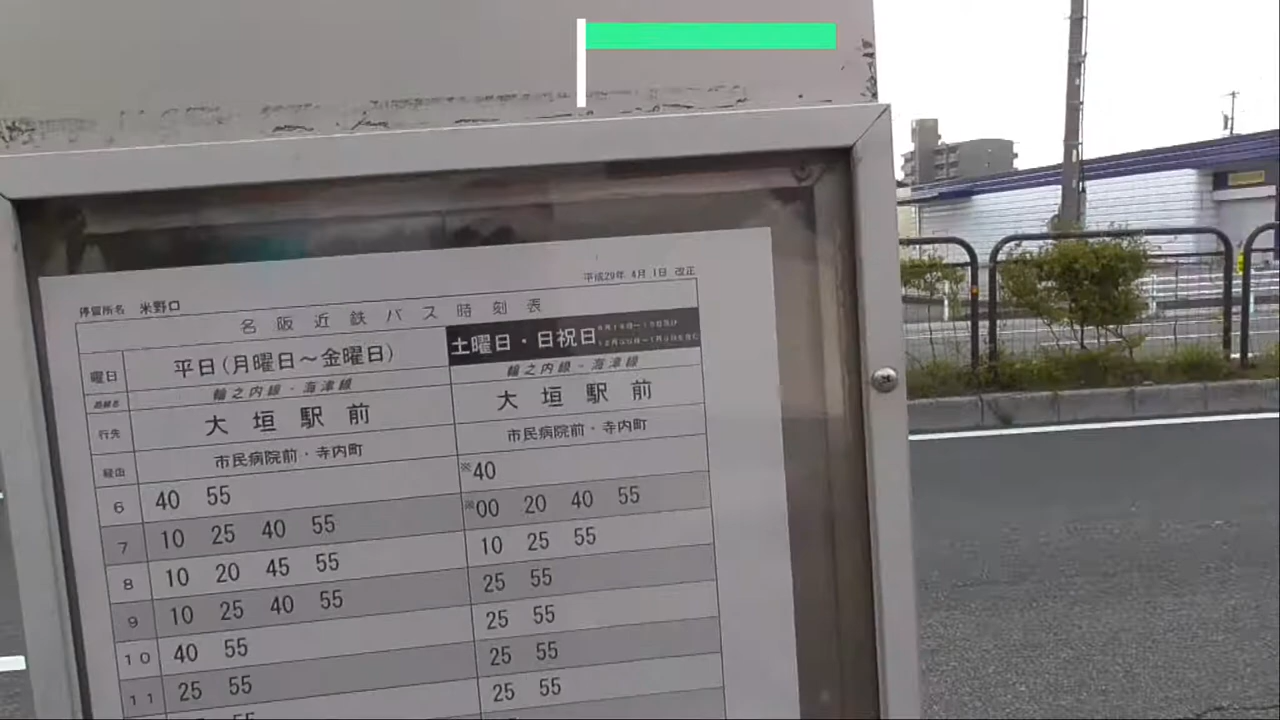 停留所名 米野口
平成29年 4月 1日 改正
名阪近鉄バス時刻表
曜日 平日(月曜日～金曜日) 土曜日・日祝日
輪之内線・海津線 輪之内線・海津線
行先 大垣駅前 大垣駅前
経由 市民病院前・寺内町 市民病院前・寺内町
6 40 55 ※40
7 10 25 40 55 ※00 20 40 55
8 10 20 45 55 10 25 55
9 10 25 40 55 25 55
10 40 55 25 55
11 25 55 25 55
25 55